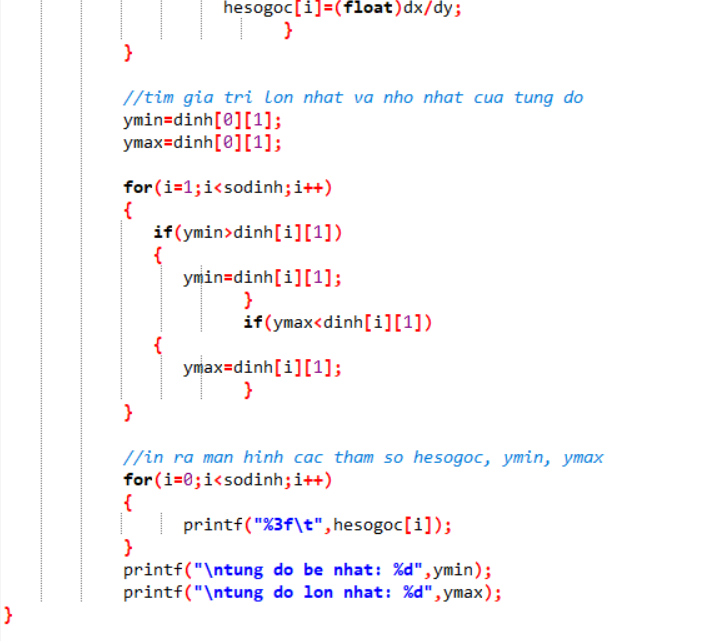 hesogoc[i]=(float)dx/dy;
}
}
//tim gia tri lon nhat va nho nhat cua tung do
ymin=dinh[0][1];
ymax=dinh[0][1];
for(i=1;i<sodinh;i++)
{
if(ymin>dinh[i][1])
{
ymin=dinh[i][1];
}
if(ymax<dinh[i][1])
{
ymax=dinh[i][1];
}
}
//in ra man hinh cac tham so hesogoc, ymin, ymax
for(i=0;i<sodinh;i++)
{
printf("%3f\t",hesogoc[i]);
}
printf("\ntung do be nhat: %d",ymin);
printf("\ntung do lon nhat: %d",ymax);
}